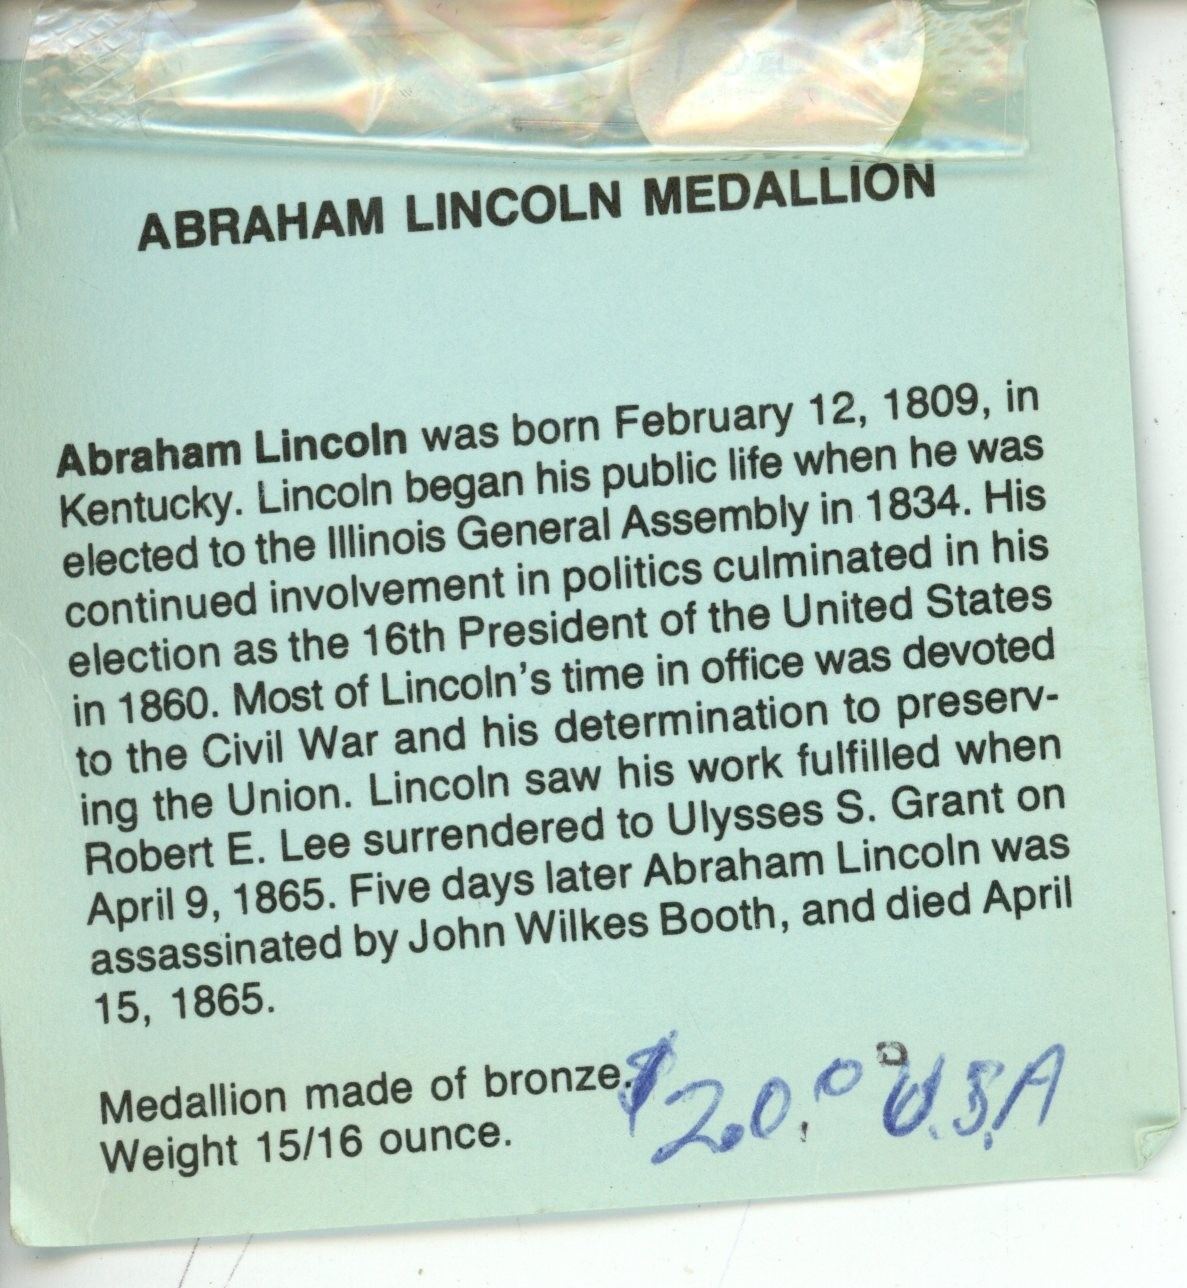 ABRAHAM LINCOLN MEDALLION
Abraham Lincoln was born February 12, 1809, in
Kentucky. Lincoln began his public life when he was
elected to the Illinois General Assembly in 1834. His
continued involvement in politics culminated in his
election as the 16th President of the United States
in 1860. Most of Lincoln's time in office was devoted
to the Civil War and his determination to preserv-
ing the Union. Lincoln saw his work fulfilled when
Robert E. Lee surrendered to Ulysses S. Grant on
April 9, 1865. Five days later Abraham Lincoln was
assassinated by John Wilkes Booth, and died April
15, 1865.
Medallion made of bronze.
Weight 15/16 ounce.
$20.00 U.S.A